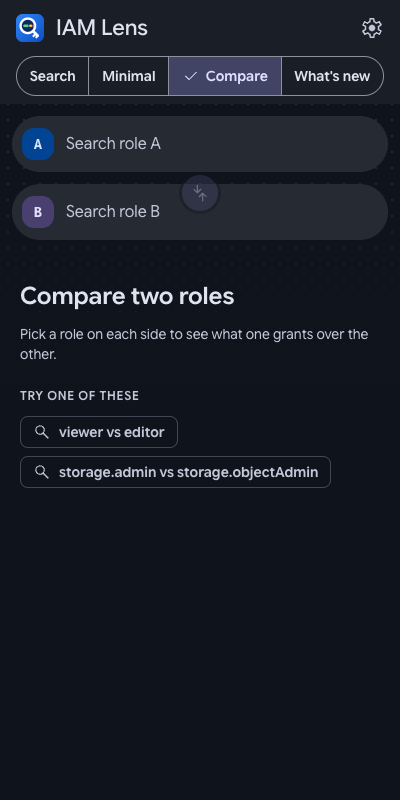 IAM Lens
Search
Minimal
Compare
What's new
A
Search role A
B
Search role B
Compare two roles
Pick a role on each side to see what one grants over the
other.
TRY ONE OF THESE
viewer vs editor
storage.admin vs storage.objectAdmin